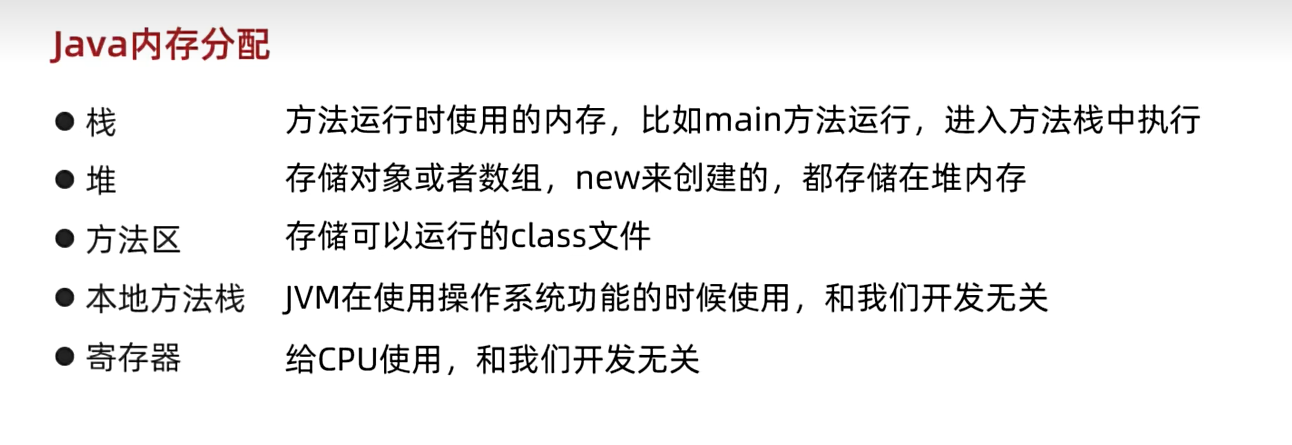 Java内存分配
● 栈 方法运行时使用的内存，比如main方法运行，进入方法栈中执行
● 堆 存储对象或者数组，new来创建的，都存储在堆内存
● 方法区 存储可以运行的class文件
● 本地方法栈 JVM在使用操作系统功能的时候使用，和我们开发无关
● 寄存器 给CPU使用，和我们开发无关